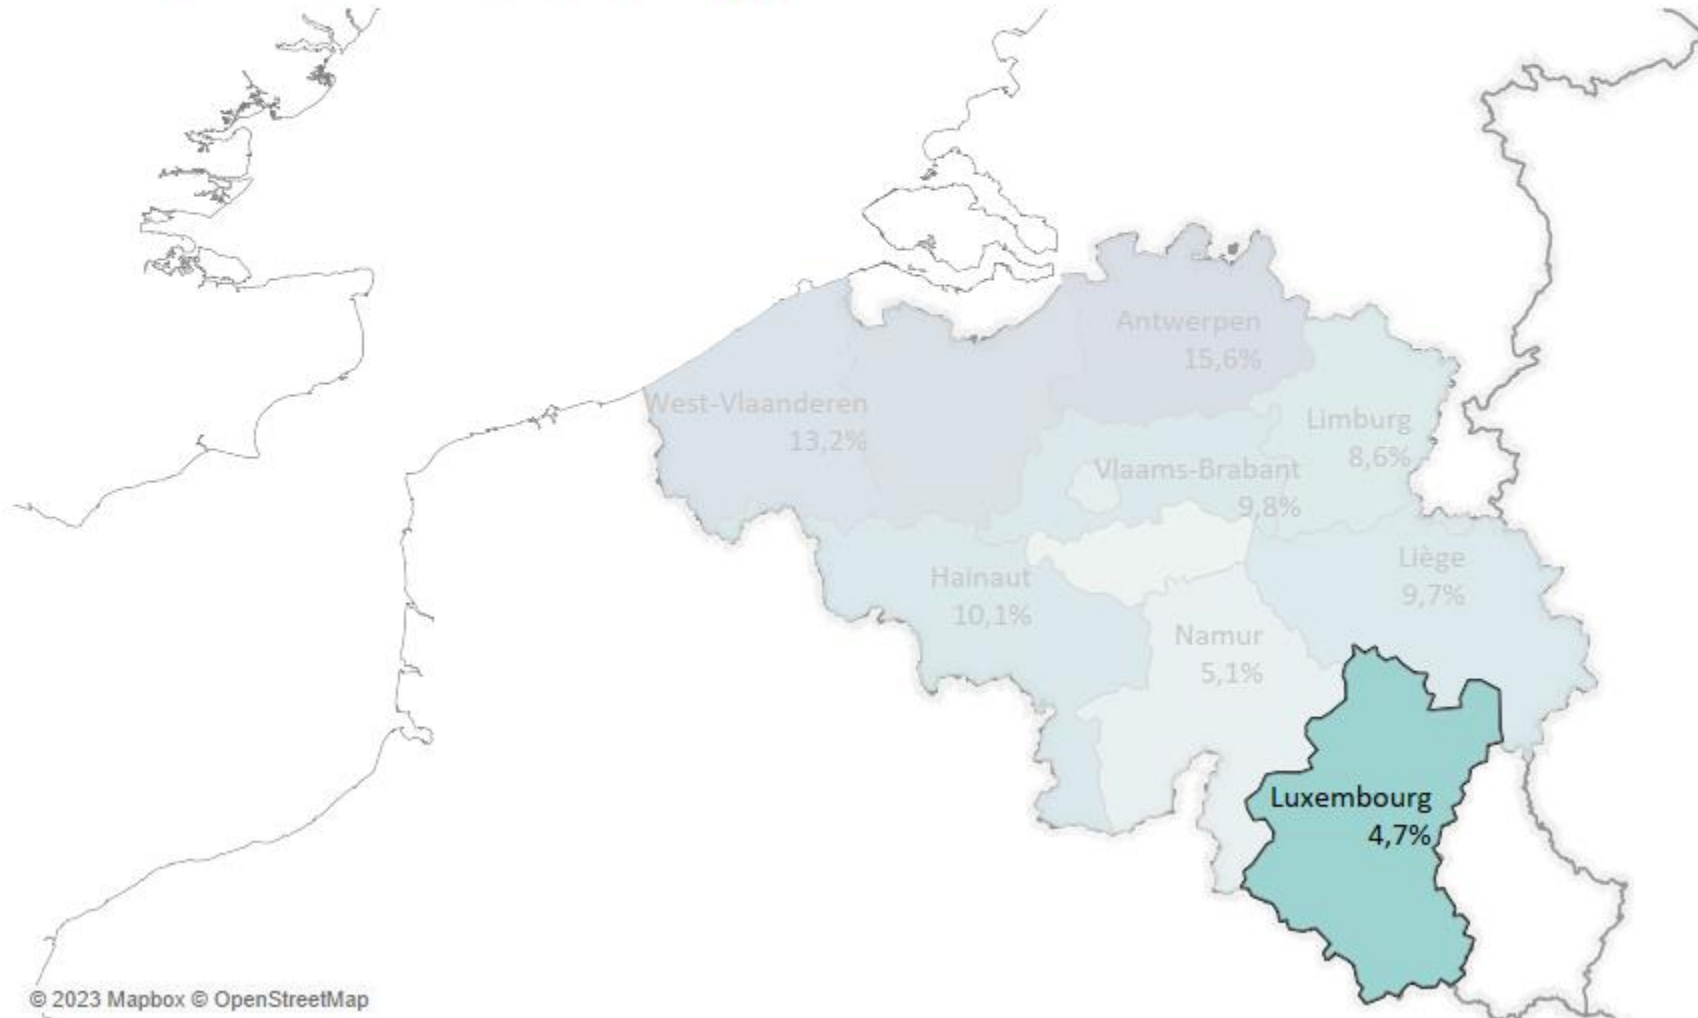 Antwerpen
15,6%
West-Vlaanderen
13,2%
Limburg
8,6%
Vlaams-Brabant
9,8%
Liège
9,7%
Hainaut
10,1%
Namur
5,1%
Luxembourg
4,7%
© 2023 Mapbox © OpenStreetMap